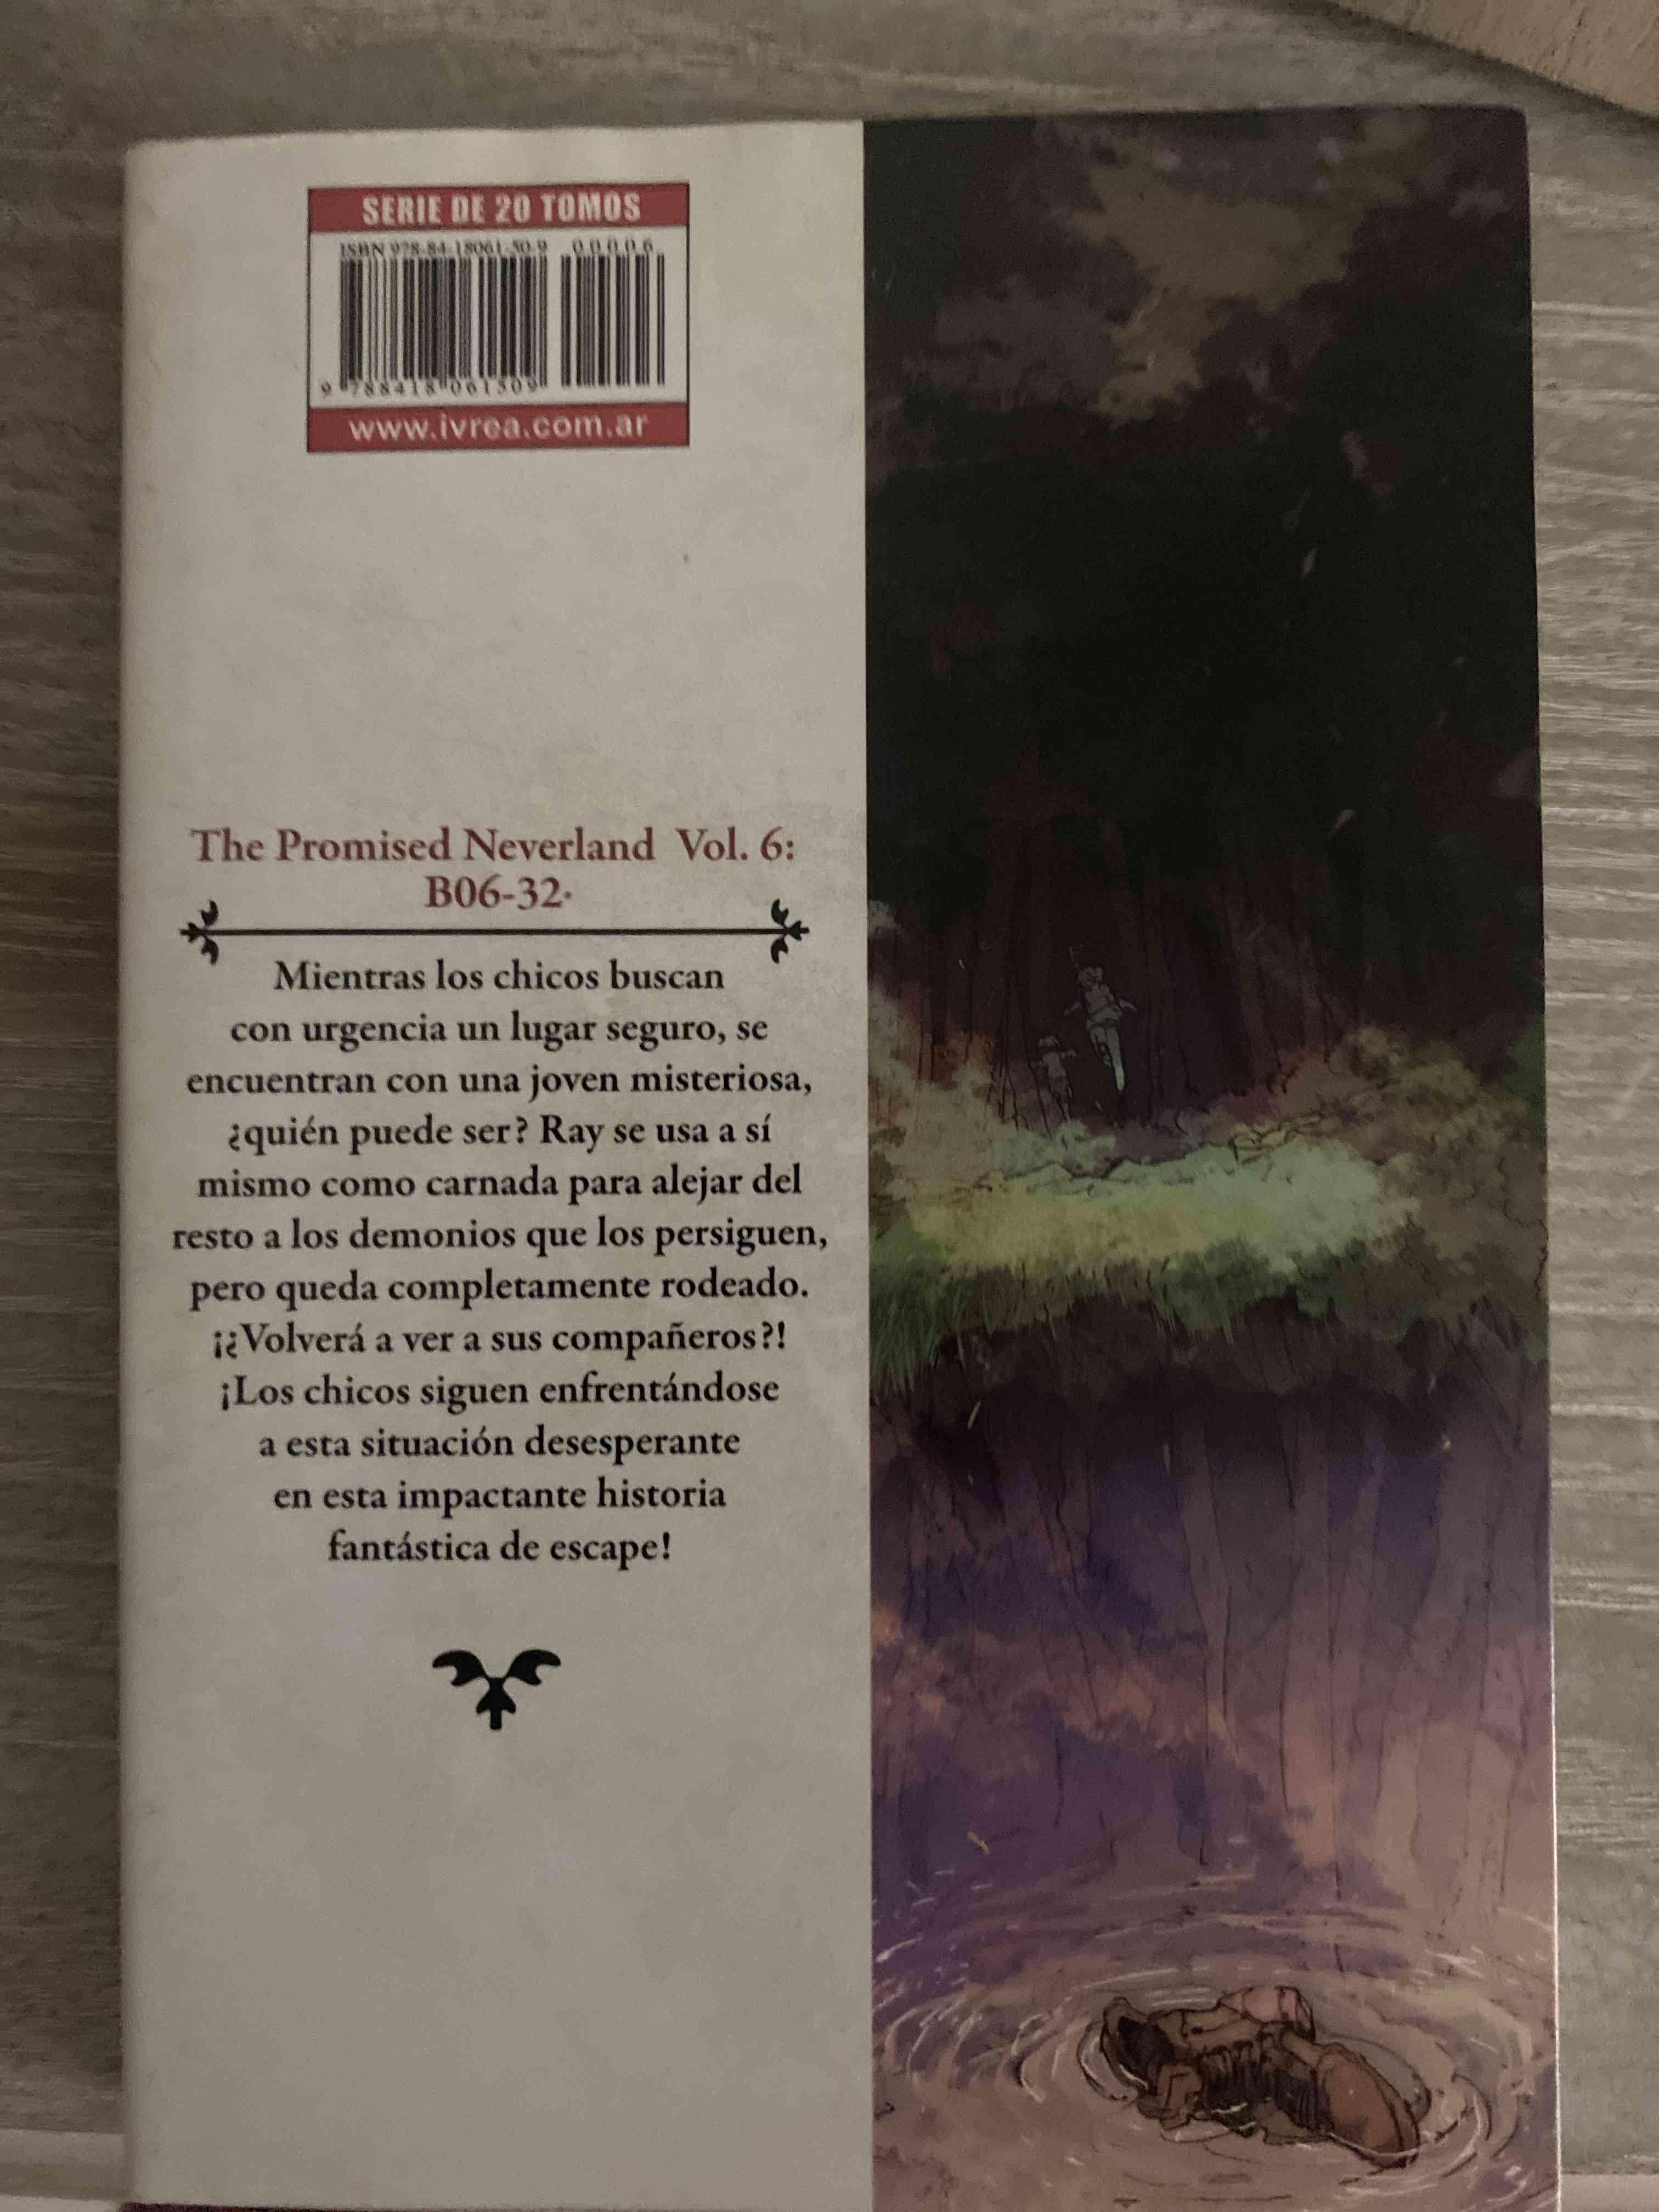 SERIE DE 20 TOMOS
ISBN 978-84-18061-50-9 00006
9 788418 061509
www.ivrea.com.ar
The Promised Neverland Vol. 6:
B06-32·
Mientras los chicos buscan
con urgencia un lugar seguro, se
encuentran con una joven misteriosa,
¿quién puede ser? Ray se usa a sí
mismo como carnada para alejar del
resto a los demonios que los persiguen,
pero queda completamente rodeado.
¡¿Volverá a ver a sus compañeros?!
¡Los chicos siguen enfrentándose
a esta situación desesperante
en esta impactante historia
fantástica de escape!